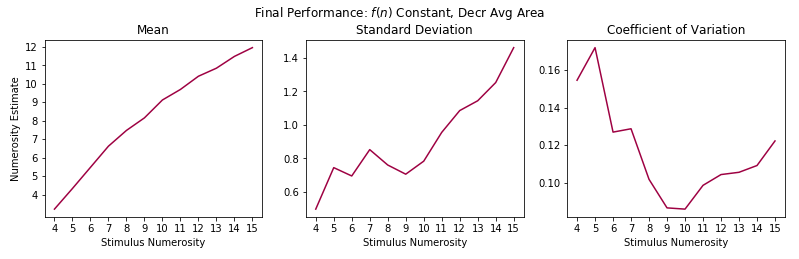 Final Performance: f(n) Constant, Decr Avg Area
Mean
Numerosity Estimate
12
11
10
9
8
7
6
5
4
4 5 6 7 8 9 10 11 12 13 14 15
Stimulus Numerosity
Standard Deviation
1.4
1.2
1.0
0.8
0.6
4 5 6 7 8 9 10 11 12 13 14 15
Stimulus Numerosity
Coefficient of Variation
0.16
0.14
0.12
0.10
4 5 6 7 8 9 10 11 12 13 14 15
Stimulus Numerosity